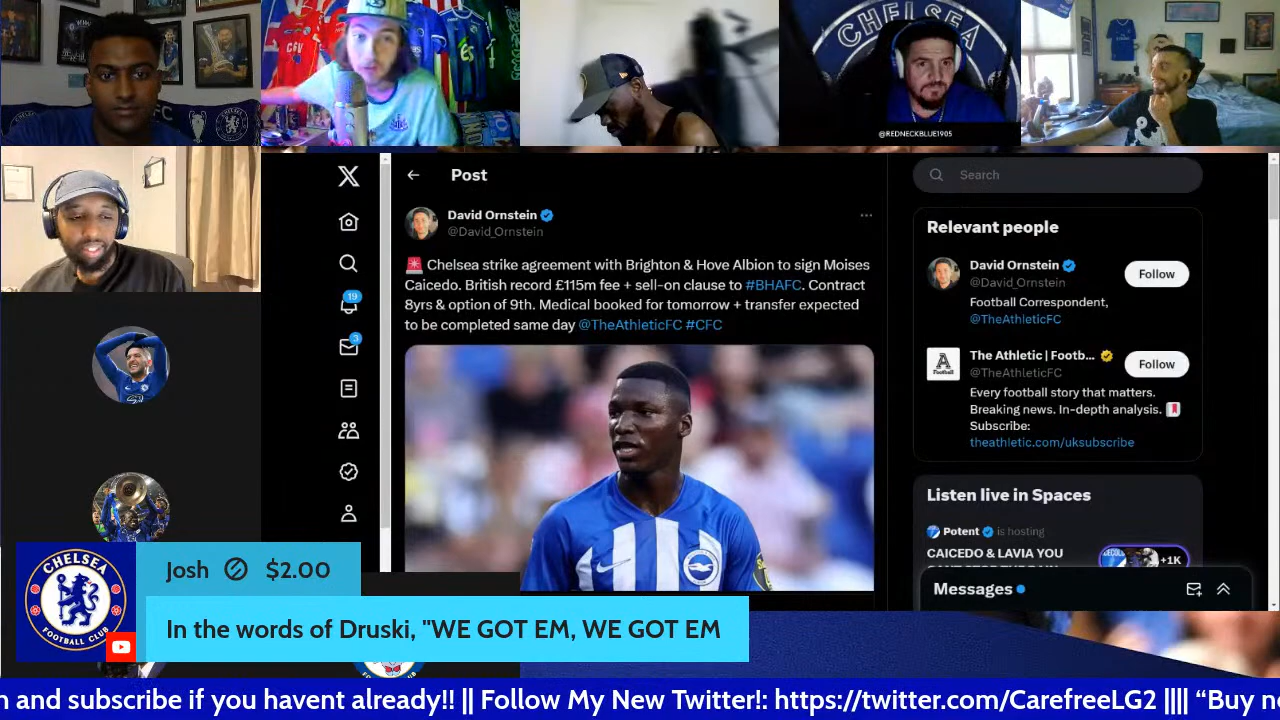 CHELSEA
@REDNECKBLUE1905
Post
Search
David Ornstein
@David_Ornstein
🚨 Chelsea strike agreement with Brighton & Hove Albion to sign Moises
Caicedo. British record £115m fee + sell-on clause to #BHAFC. Contract
8yrs & option of 9th. Medical booked for tomorrow + transfer expected
to be completed same day @TheAthleticFC #CFC
19
3
Relevant people
David Ornstein
@David_Ornstein
Follow
Football Correspondent,
@TheAthleticFC
The Athletic | Footb...
@TheAthleticFC
Follow
Every football story that matters.
Breaking news. In-depth analysis.
Subscribe:
theathletic.com/uksubscribe
Listen live in Spaces
Potent is hosting
CAICEDO & LAVIA YOU
+1K
Messages
CHELSEA
FOOTBALL CLUB
Josh $2.00
In the words of Druski, "WE GOT EM, WE GOT EM
and subscribe if you havent already!! || Follow My New Twitter!: https://twitter.com/CarefreeLG2 |||| “Buy